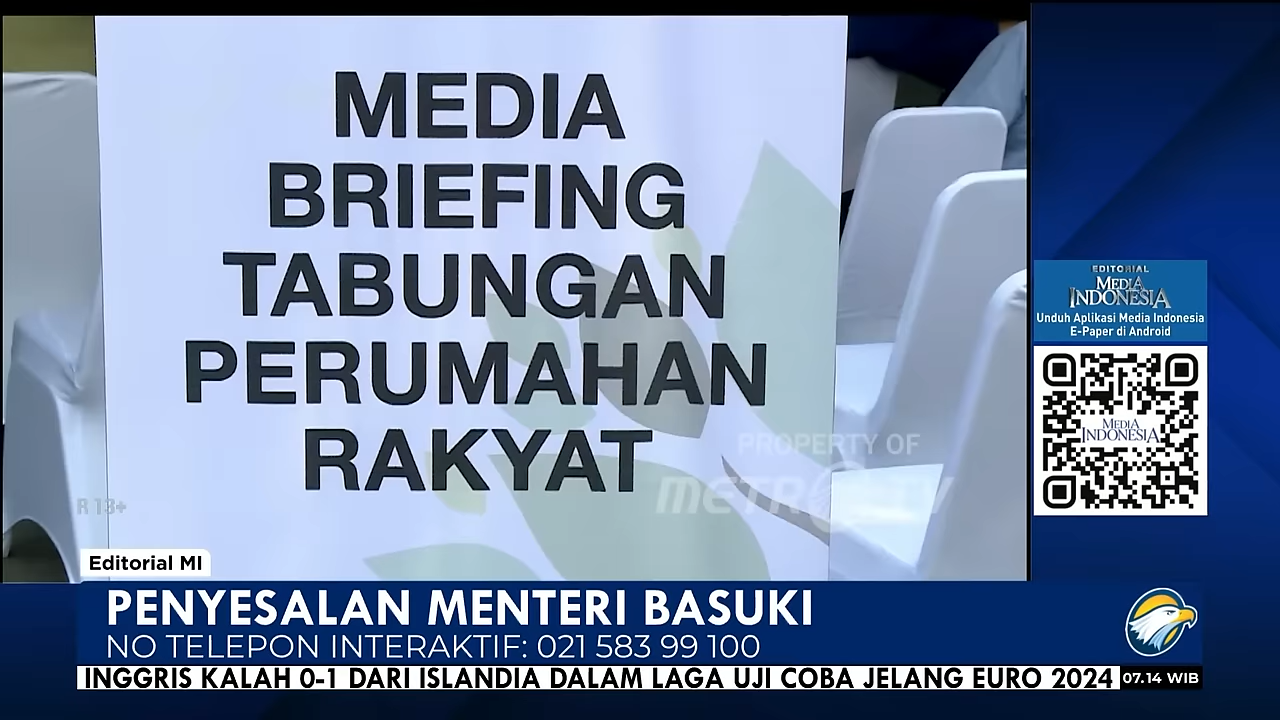 MEDIA
BRIEFING
TABUNGAN
PERUMAHAN
RAKYAT
PROPERTY OF
METRO TV
R 13+
EDITORIAL
MEDIA
INDONESIA
Unduh Aplikasi Media Indonesia
E-Paper di Android
MEDIA
INDONESIA
Editorial MI
PENYESALAN MENTERI BASUKI
NO TELEPON INTERAKTIF: 021 583 99 100
INGGRIS KALAH 0-1 DARI ISLANDIA DALAM LAGA UJI COBA JELANG EURO 2024
07.14 WIB